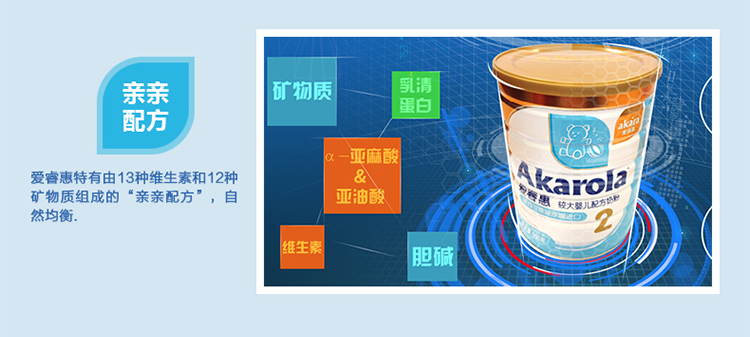 亲亲
配方
爱睿惠特有由13种维生素和12种
矿物质组成的“亲亲配方”，自
然均衡.
矿物质
乳清
蛋白
α－亚麻酸
&
亚油酸
维生素
胆碱
akara
Akarola
爱睿惠
较大婴儿配方奶粉
2